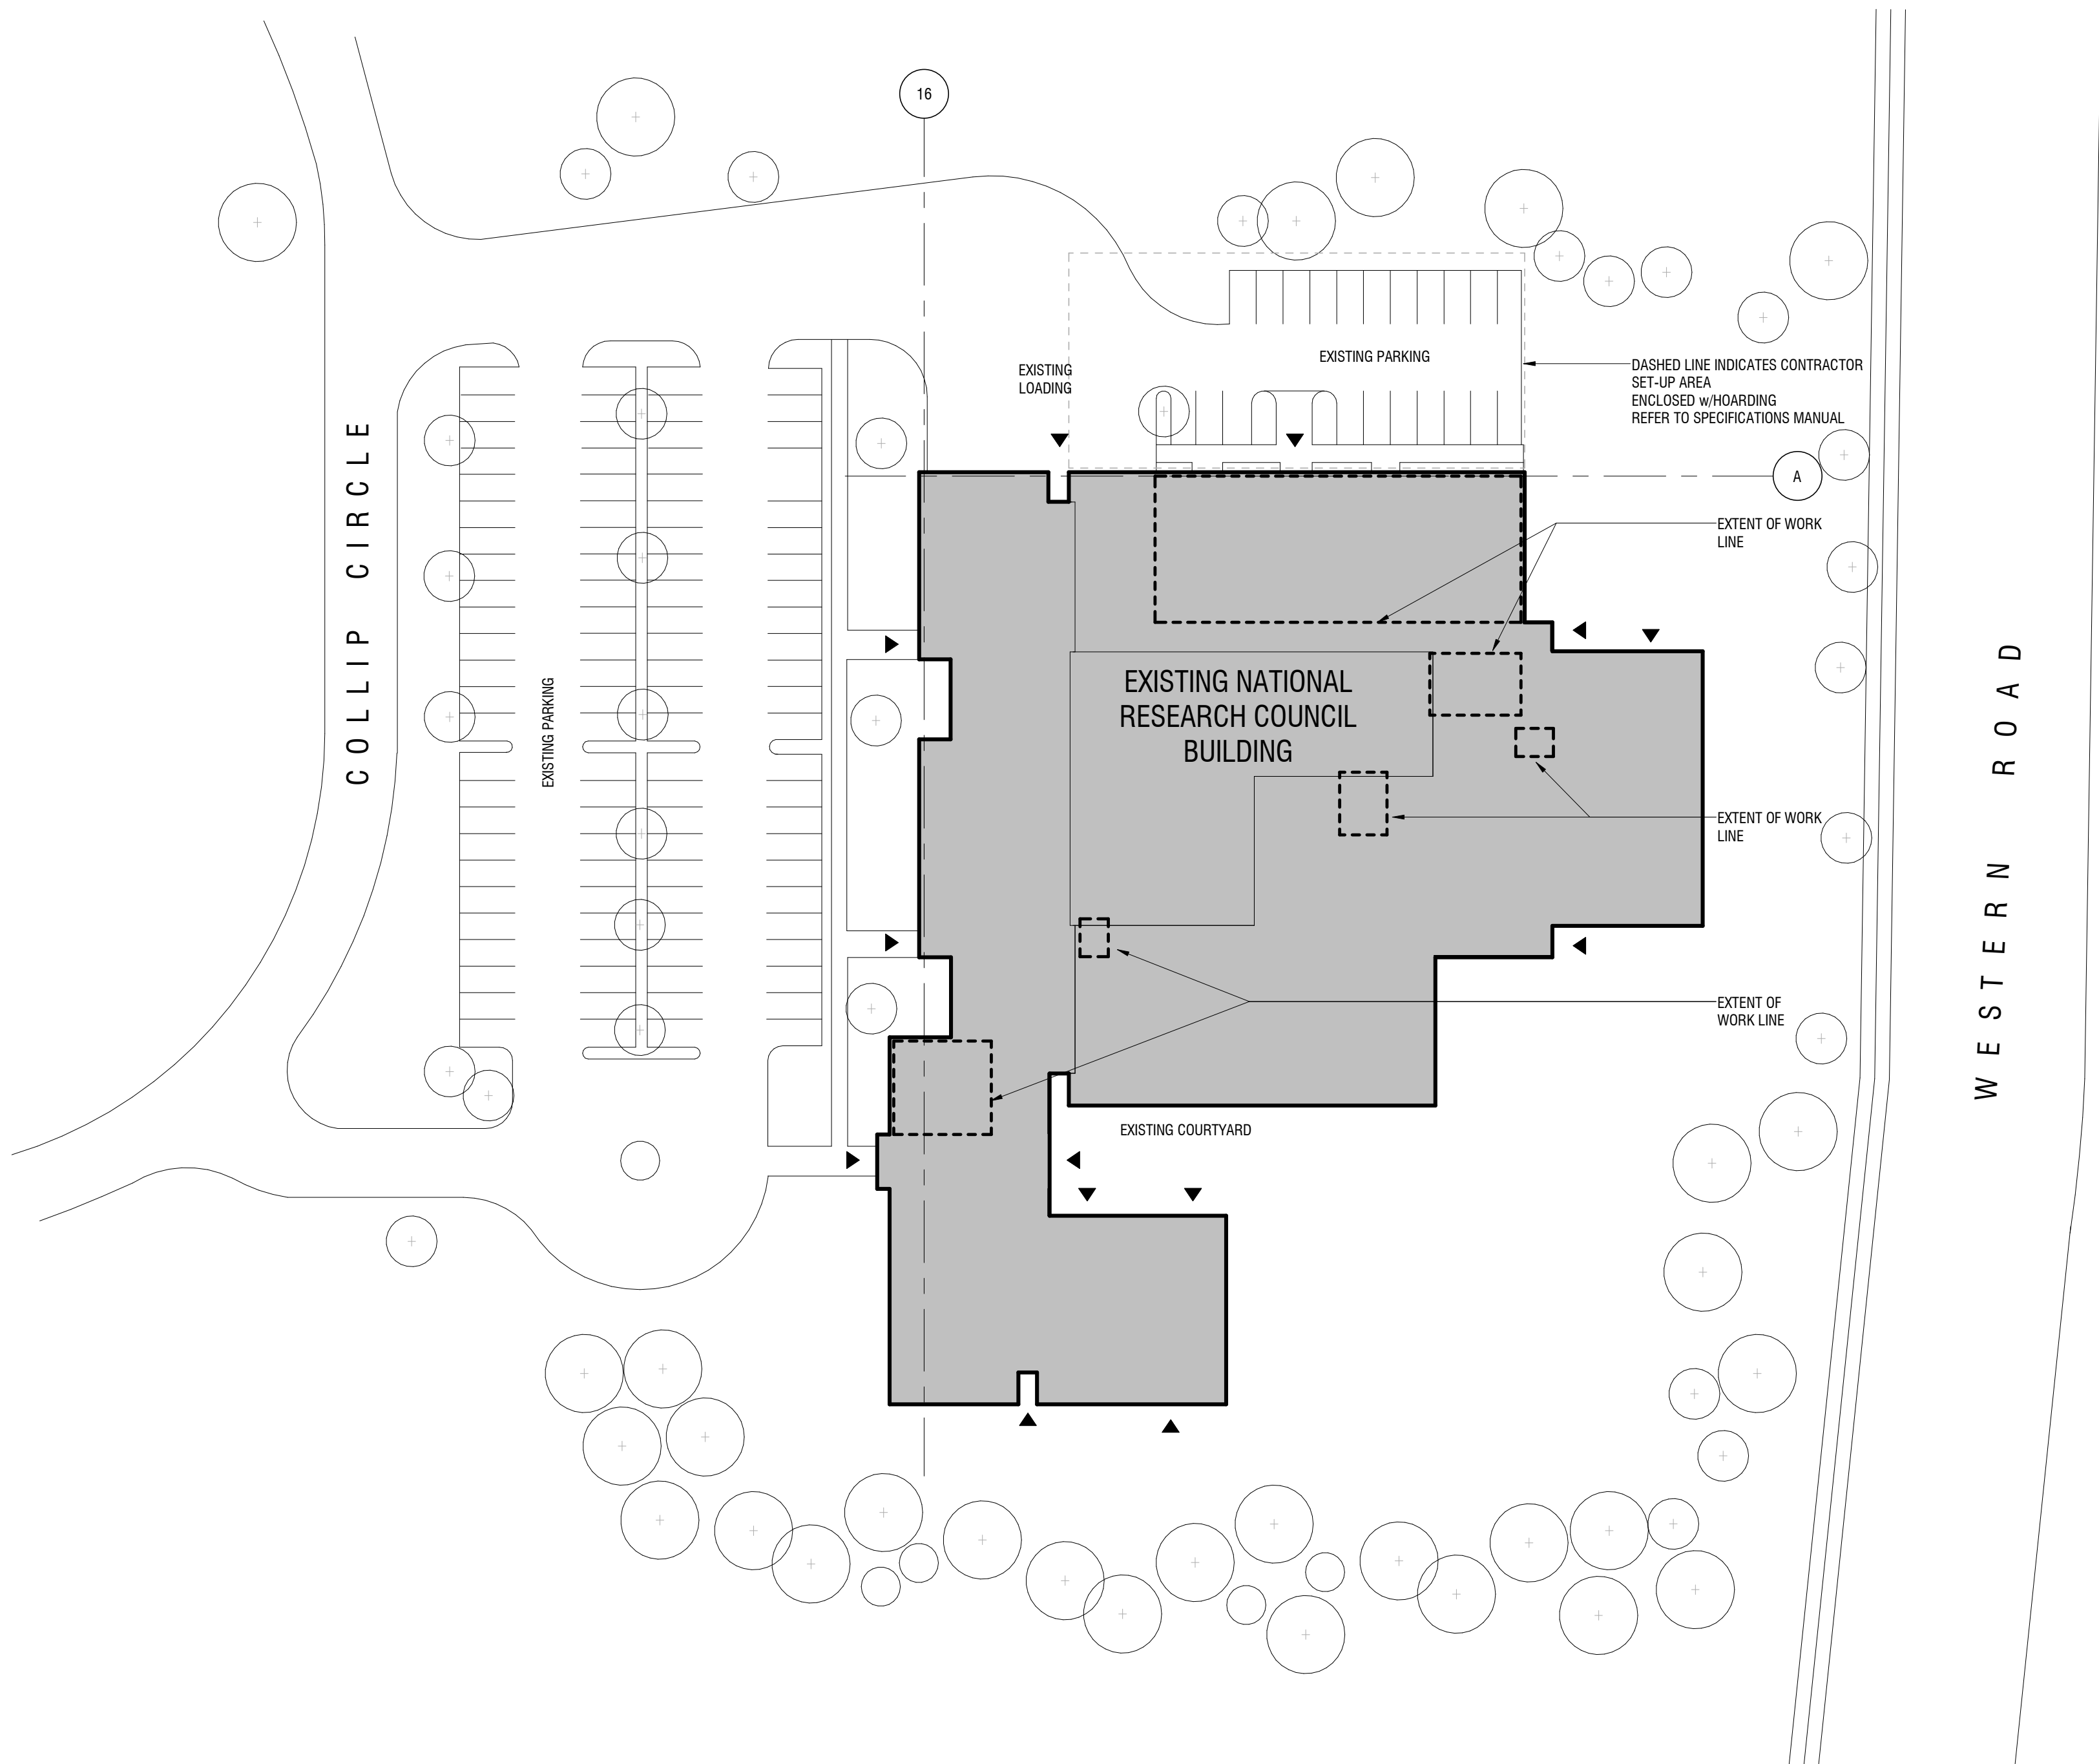 16
EXISTING
LOADING
EXISTING PARKING
DASHED LINE INDICATES CONTRACTOR
SET-UP AREA
ENCLOSED w/HOARDING
REFER TO SPECIFICATIONS MANUAL
A
EXTENT OF WORK
LINE
COLLIP CIRCLE
EXISTING PARKING
EXISTING NATIONAL
RESEARCH COUNCIL
BUILDING
EXTENT OF WORK
LINE
WESTERN ROAD
EXTENT OF
WORK LINE
EXISTING COURTYARD